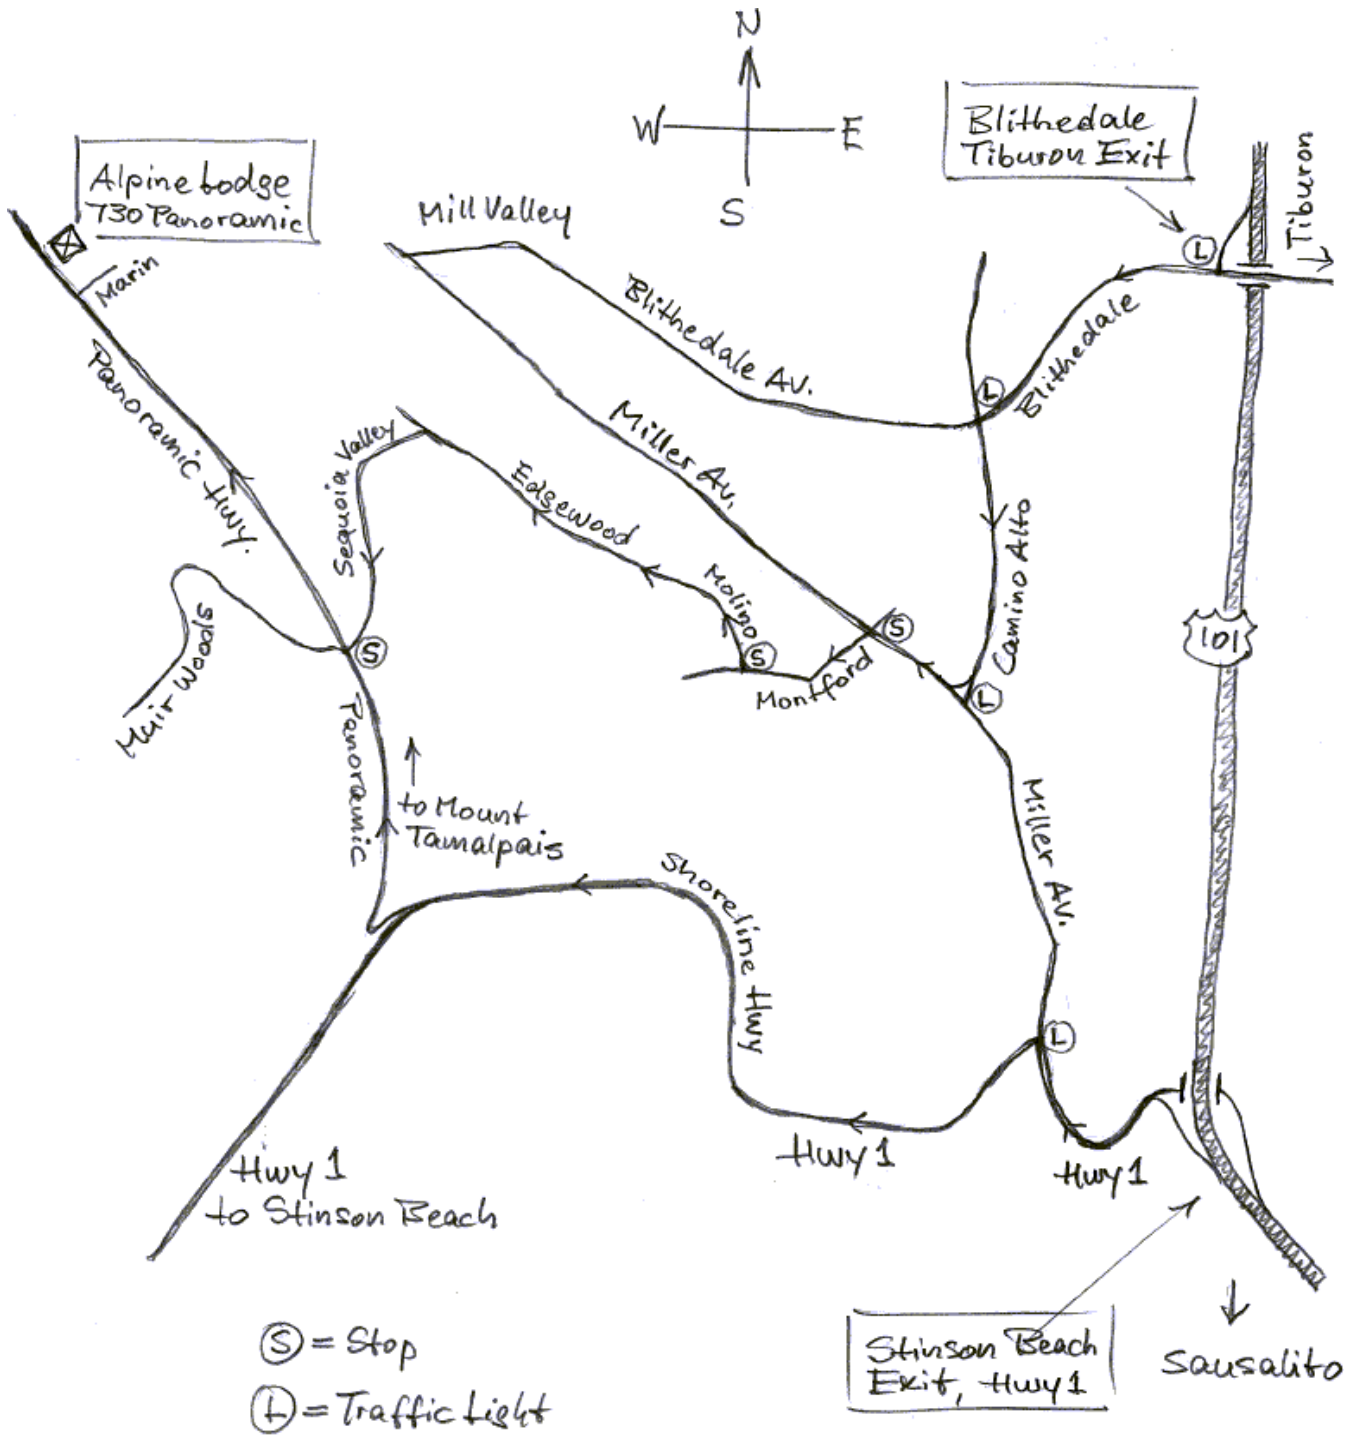 N
W E
S
Blithedale
Tiburon Exit
Tiburon
L
Alpine Lodge
730 Panoramic
Marin
Mill Valley
Blithedale Av.
L
Blithedale
Panoramic Hwy.
Miller Av.
Sequoia Valley
Edgewood
Molino
Camino Alto
S
S
Montford
L
101
S
Muir Woods
Panoramic
to Mount
Tamalpais
Miller Av.
Shoreline Hwy
L
Hwy 1
Hwy 1
Hwy 1
to Stinson Beach
Stinson Beach
Exit, Hwy 1
Sausalito
S = Stop
L = Traffic Light